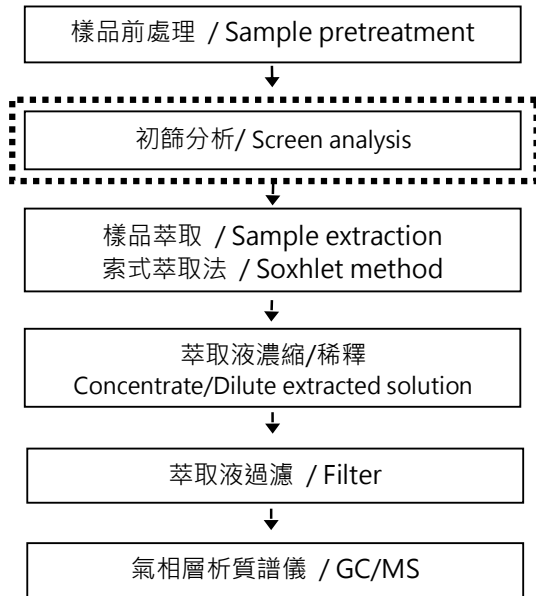 樣品前處理 / Sample pretreatment
初篩分析/ Screen analysis
樣品萃取 / Sample extraction
索式萃取法 / Soxhlet method
萃取液濃縮/稀釋
Concentrate/Dilute extracted solution
萃取液過濾 / Filter
氣相層析質譜儀 / GC/MS